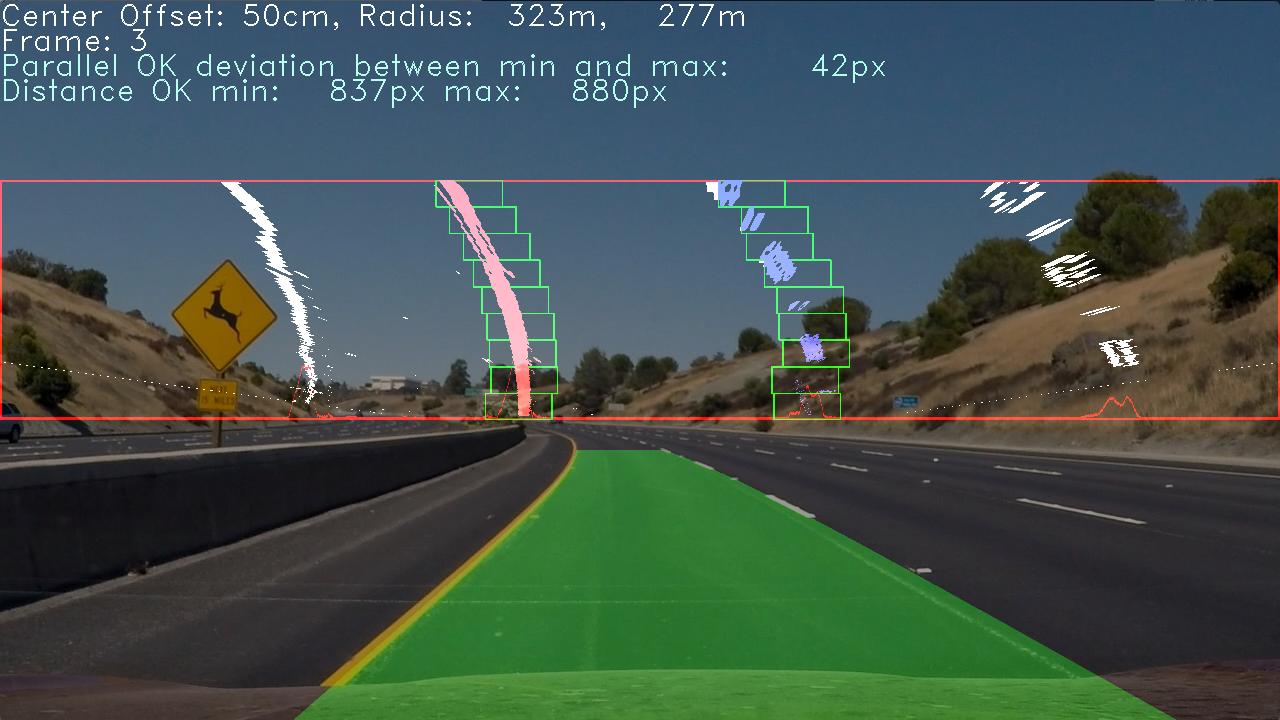 Center Offset: 50cm, Radius:  323m,   277m
Frame: 3
Parallel OK deviation between min and max:     42px
Distance OK min:   837px max:   880px